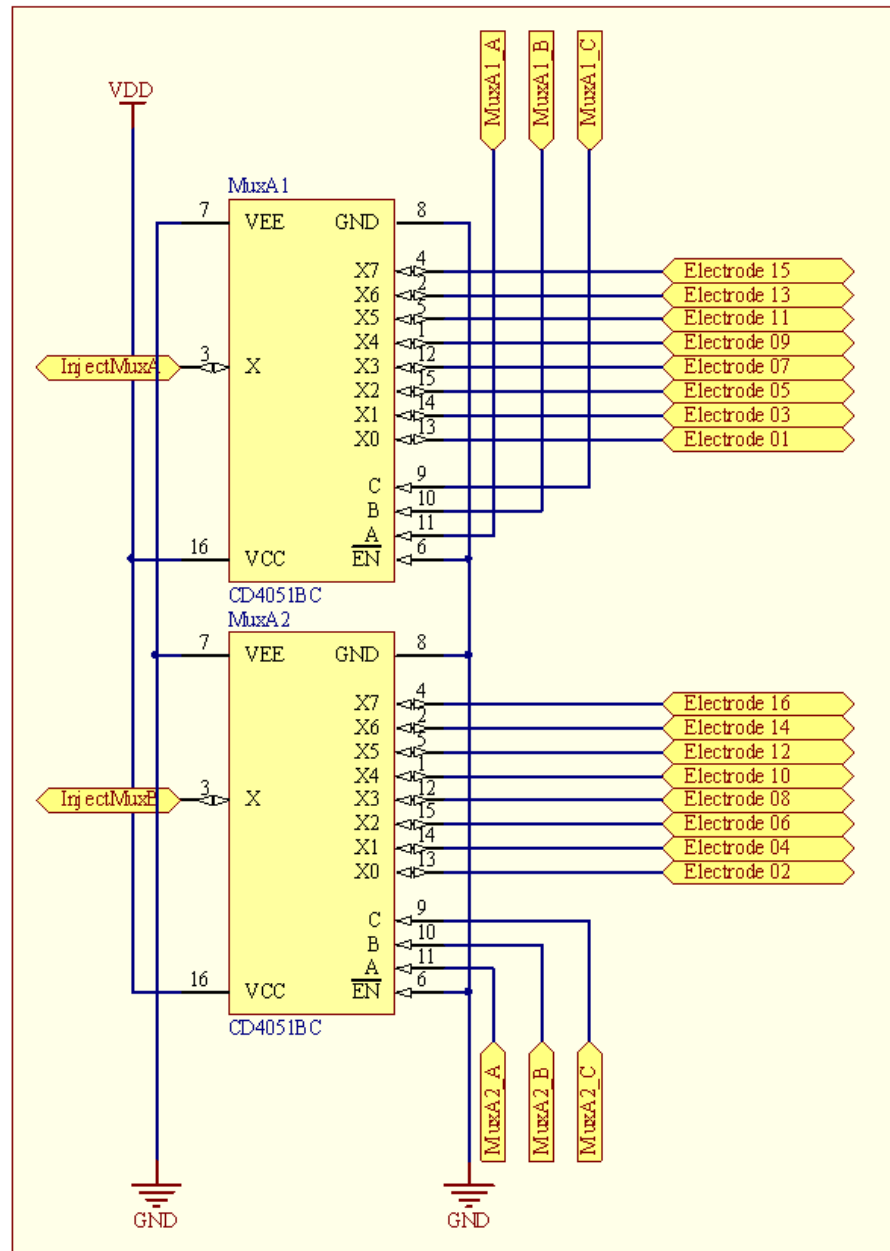 MuxA1_A
MuxA1_B
MuxA1_C
VDD
MuxA1
7 VEE GND 8
X7 4 Electrode 15
X6 2 Electrode 13
X5 5 Electrode 11
X4 1 Electrode 09
InjectMuxA 3 X X3 12 Electrode 07
X2 15 Electrode 05
X1 14 Electrode 03
X0 13 Electrode 01
C 9
B 10
A 11
16 VCC EN 6
CD4051BC
MuxA2
7 VEE GND 8
X7 4 Electrode 16
X6 2 Electrode 14
X5 5 Electrode 12
X4 1 Electrode 10
InjectMuxB 3 X X3 12 Electrode 08
X2 15 Electrode 06
X1 14 Electrode 04
X0 13 Electrode 02
C 9
B 10
A 11
16 VCC EN 6
CD4051BC
MuxA2_A
MuxA2_B
MuxA2_C
GND
GND